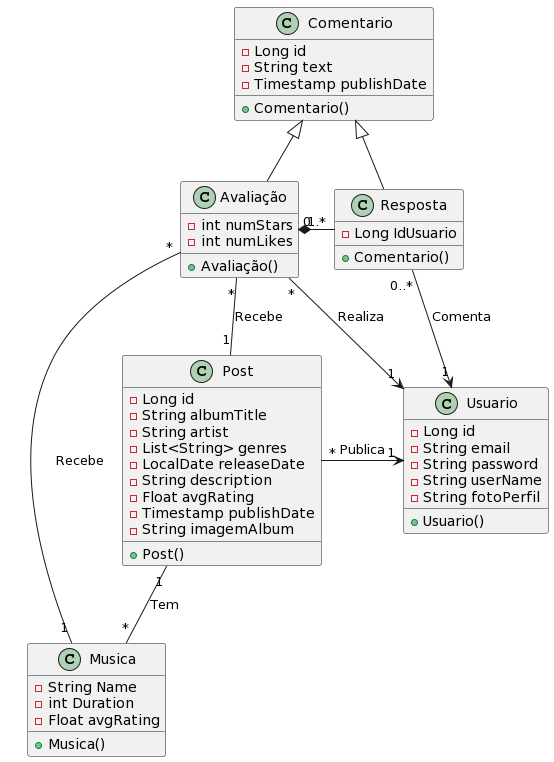 C Comentario
Long id
String text
Timestamp publishDate
Comentario()
C Avaliação
int numStars
int numLikes
Avaliação()
C Resposta
Long IdUsuario
Comentario()
1..*
*
*
Recebe
1
*
Realiza
1
0..*
Comenta
1
C Post
Long id
String albumTitle
String artist
List<String> genres
LocalDate releaseDate
String description
Float avgRating
Timestamp publishDate
String imagemAlbum
Post()
* Publica 1
C Usuario
Long id
String email
String password
String userName
String fotoPerfil
Usuario()
Recebe
1
Tem
*
1
C Musica
String Name
int Duration
Float avgRating
Musica()